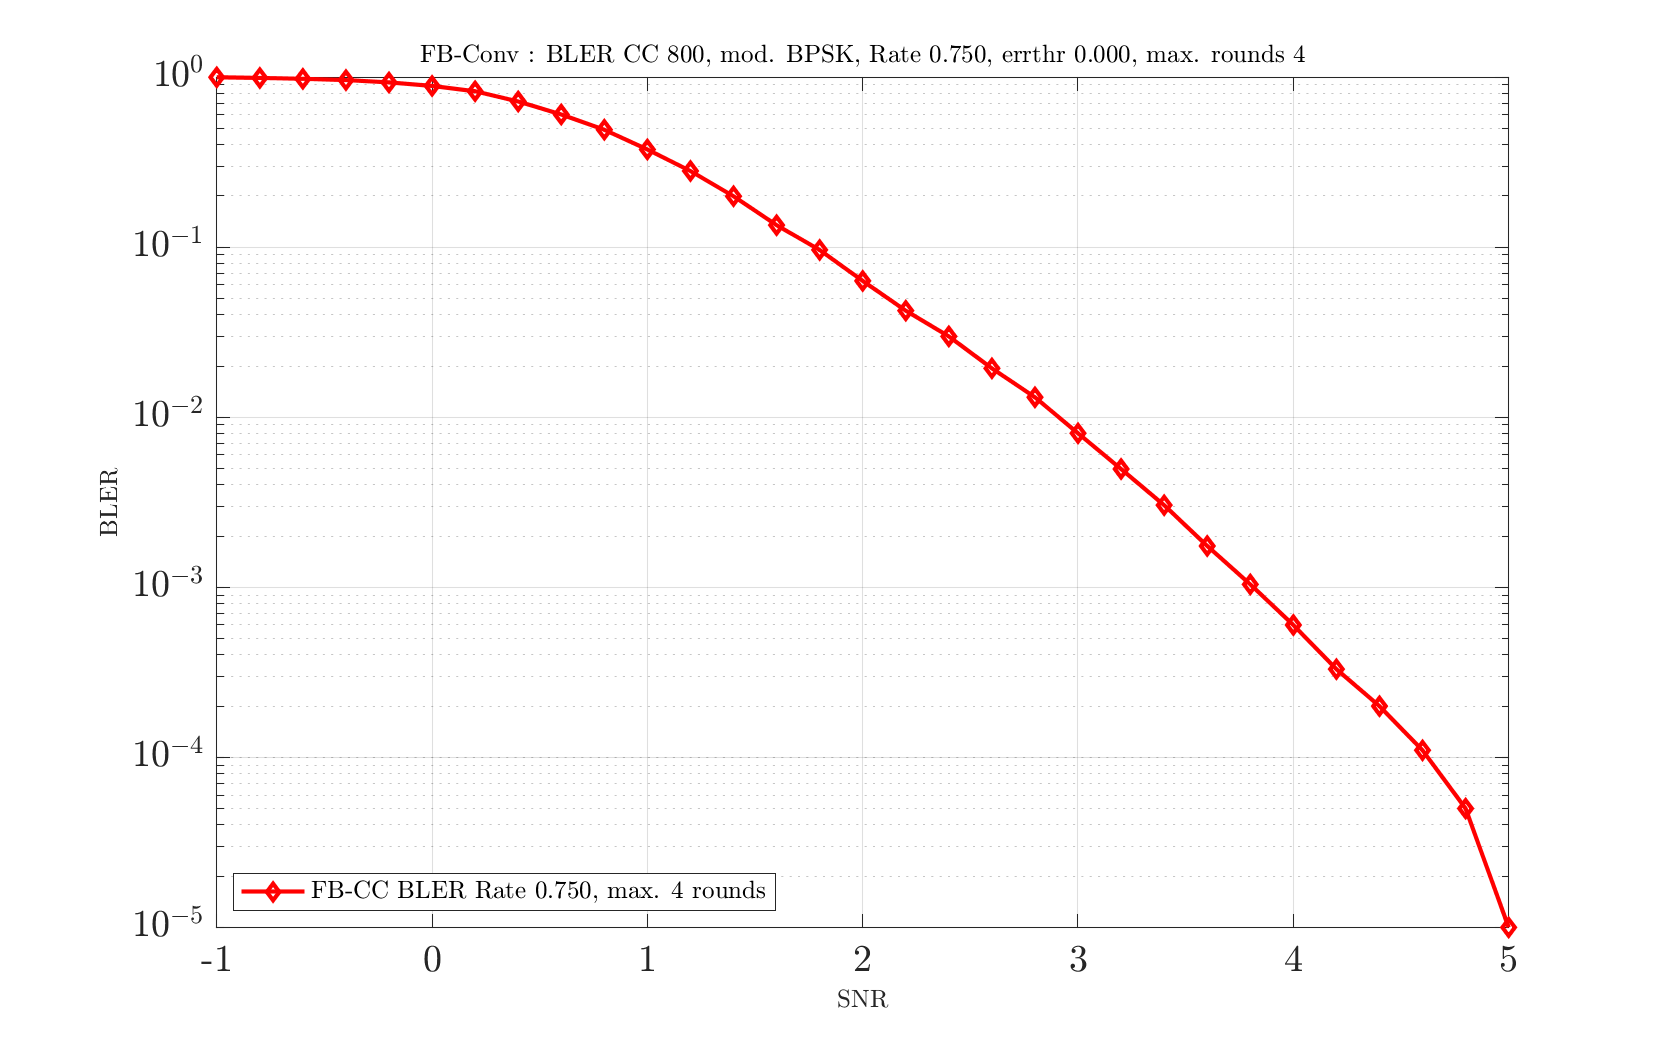 FB-Conv : BLER CC 800, mod. BPSK, Rate 0.750, errthr 0.000, max. rounds 4
10⁰
10⁻¹
10⁻²
10⁻³
10⁻⁴
10⁻⁵
BLER
FB-CC BLER Rate 0.750, max. 4 rounds
-1 0 1 2 3 4 5
SNR